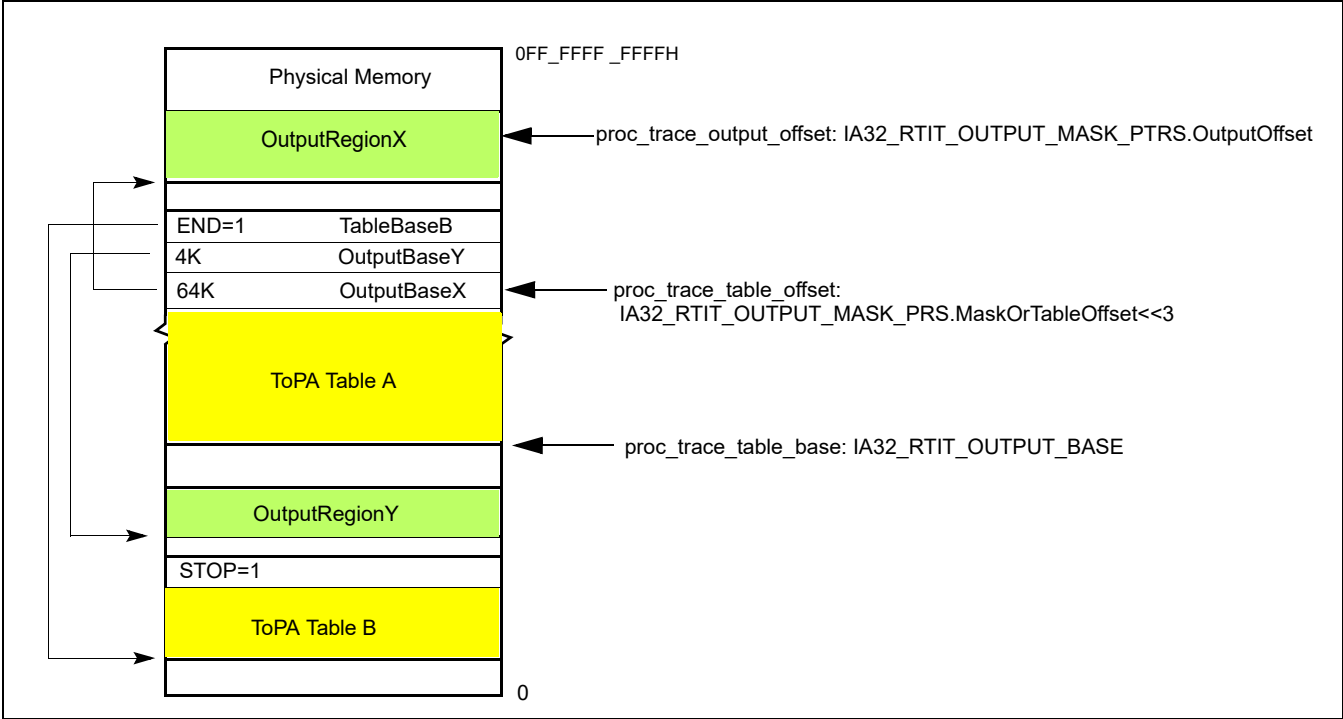 0FF_FFFF _FFFFH
Physical Memory
OutputRegionX
proc_trace_output_offset: IA32_RTIT_OUTPUT_MASK_PTRS.OutputOffset
END=1 TableBaseB
4K OutputBaseY
64K OutputBaseX
proc_trace_table_offset:
IA32_RTIT_OUTPUT_MASK_PRS.MaskOrTableOffset<<3
ToPA Table A
proc_trace_table_base: IA32_RTIT_OUTPUT_BASE
OutputRegionY
STOP=1
ToPA Table B
0